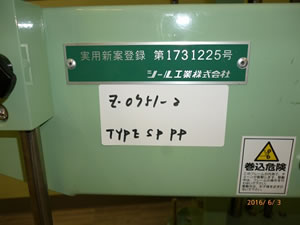 実用新案登録 第1731225号
シール工業株式会社
Z-0751-2
TYPE SP PP
巻込危険
2016/ 6/ 3